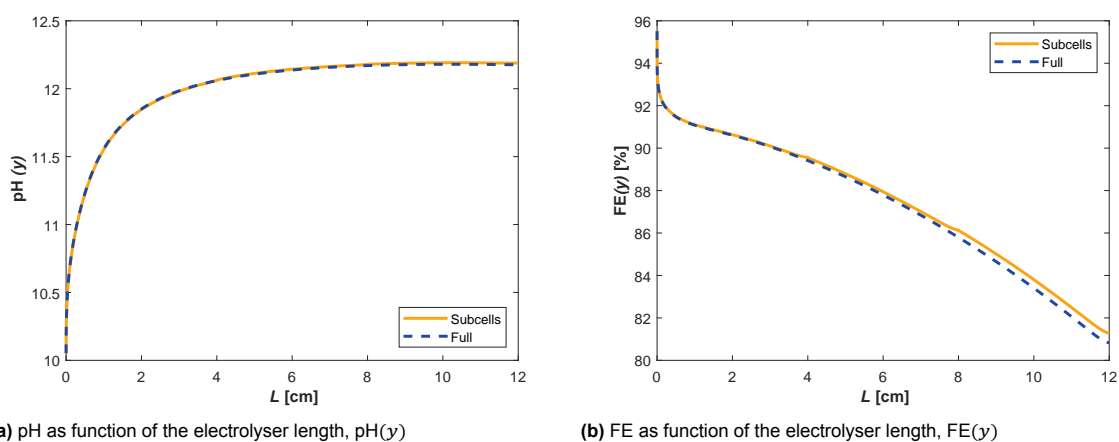 12.5
12
11.5
11
10.5
10
pH (y)
0 2 4 6 8 10 12
L [cm]
Subcells
Full
a) pH as function of the electrolyser length, pH(y)
96
94
92
90
88
86
84
82
80
FE(y) [%]
0 2 4 6 8 10 12
L [cm]
Subcells
Full
(b) FE as function of the electrolyser length, FE(y)